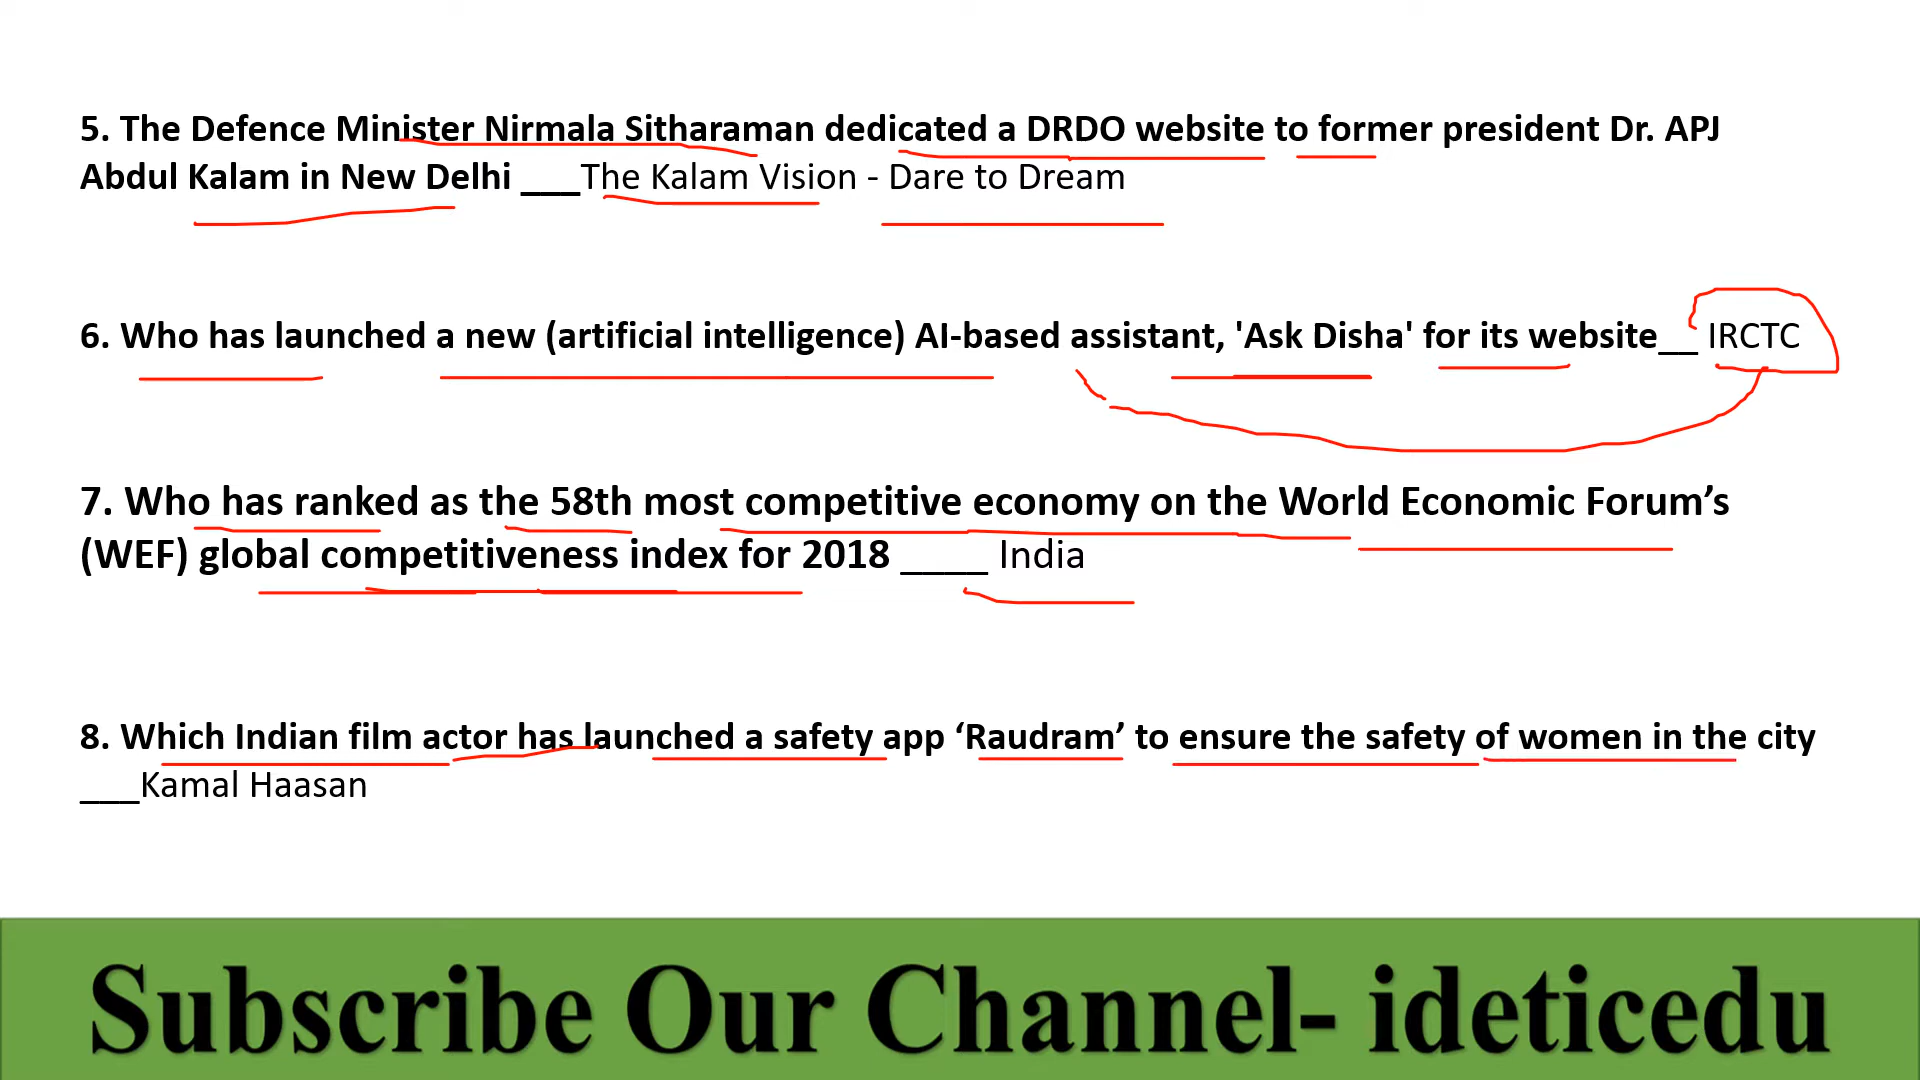 5. The Defence Minister Nirmala Sitharaman dedicated a DRDO website to former president Dr. APJ
Abdul Kalam in New Delhi ___The Kalam Vision - Dare to Dream
6. Who has launched a new (artificial intelligence) AI-based assistant, 'Ask Disha' for its website__ IRCTC
7. Who has ranked as the 58th most competitive economy on the World Economic Forum’s
(WEF) global competitiveness index for 2018 ____ India
8. Which Indian film actor has launched a safety app ‘Raudram’ to ensure the safety of women in the city
___Kamal Haasan
Subscribe Our Channel- ideticedu